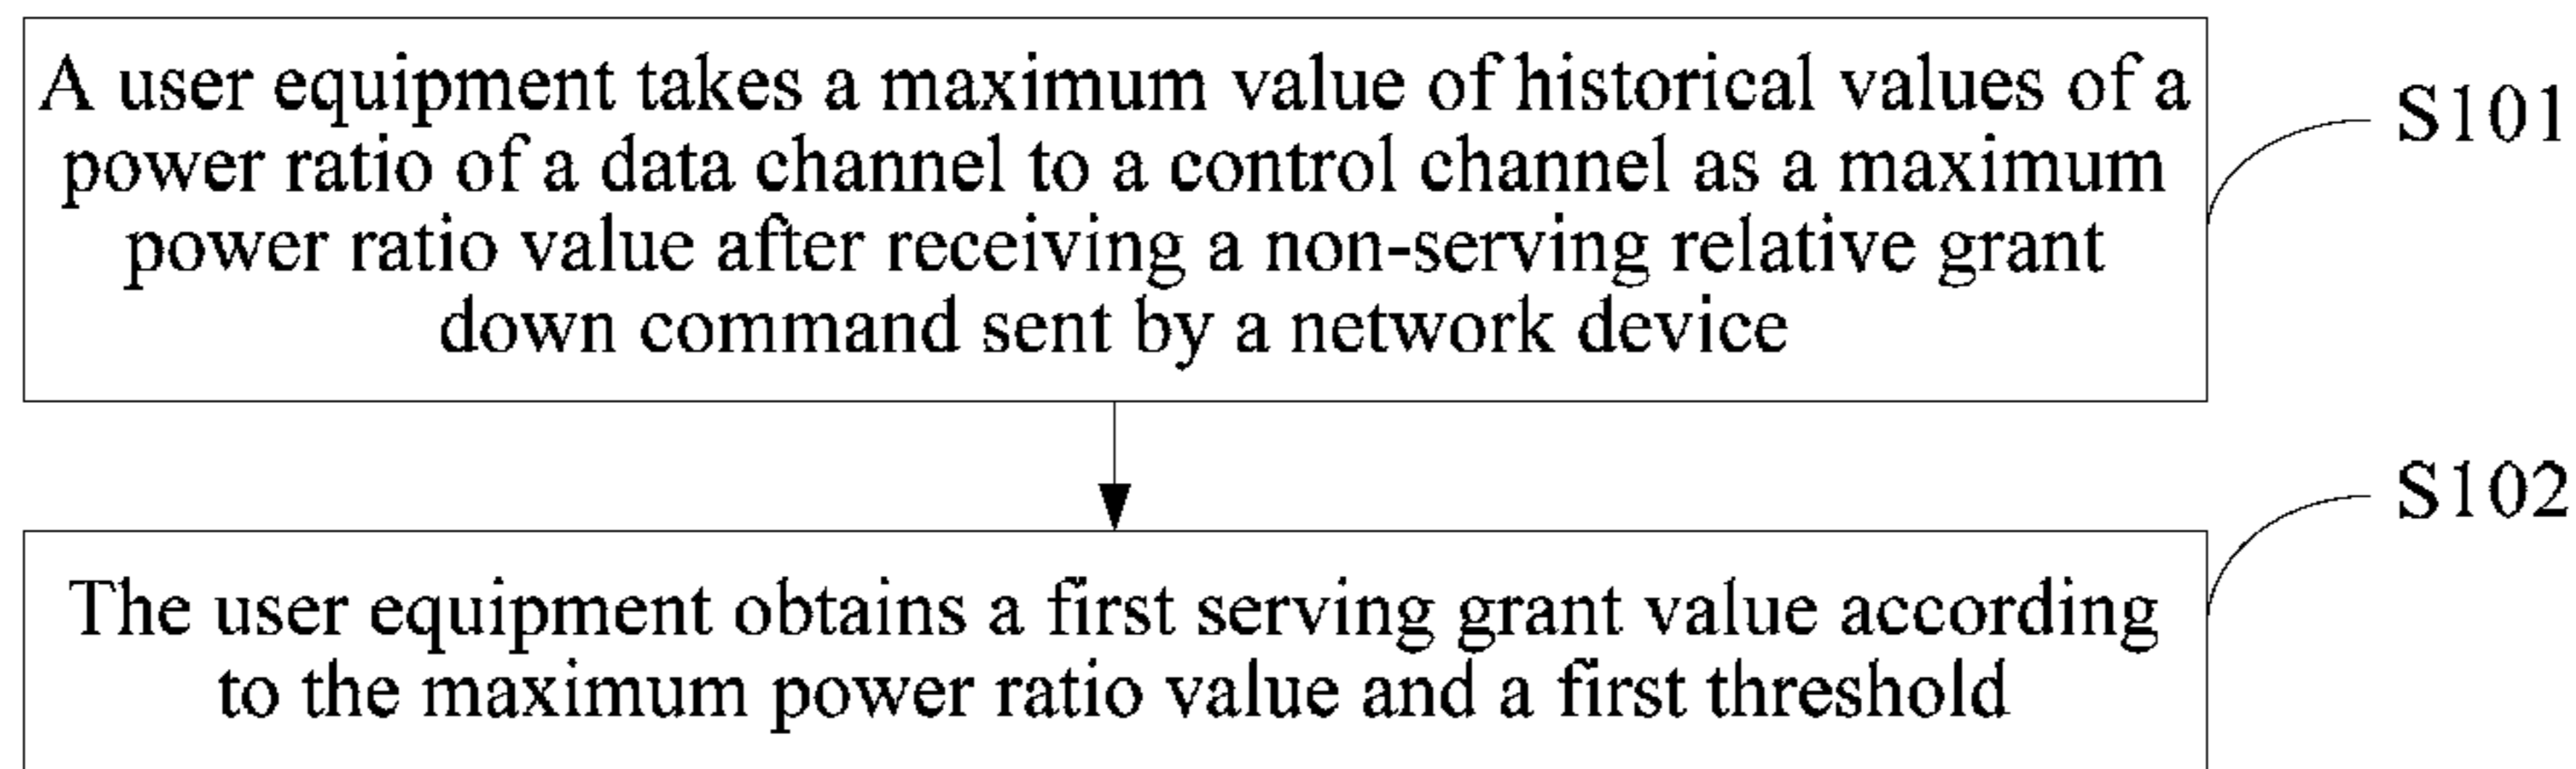 A user equipment takes a maximum value of historical values of a
power ratio of a data channel to a control channel as a maximum
power ratio value after receiving a non-serving relative grant
down command sent by a network device
S101
S102
The user equipment obtains a first serving grant value according
to the maximum power ratio value and a first threshold